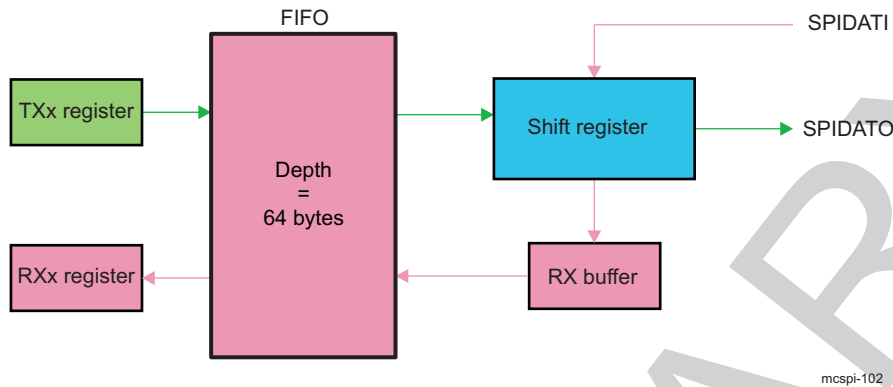 FIFO
SPIDATI
TXx register
Shift register
SPIDATO
Depth
=
64 bytes
RXx register
RX buffer
mcspi-102